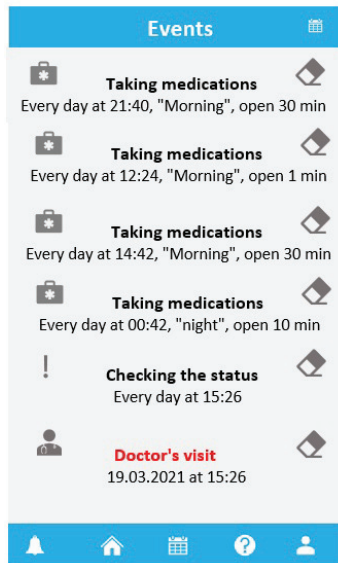 Events
Taking medications
Every day at 21:40, "Morning", open 30 min
Taking medications
Every day at 12:24, "Morning", open 1 min
Taking medications
Every day at 14:42, "Morning", open 30 min
Taking medications
Every day at 00:42, "night", open 10 min
Checking the status
Every day at 15:26
Doctor's visit
19.03.2021 at 15:26